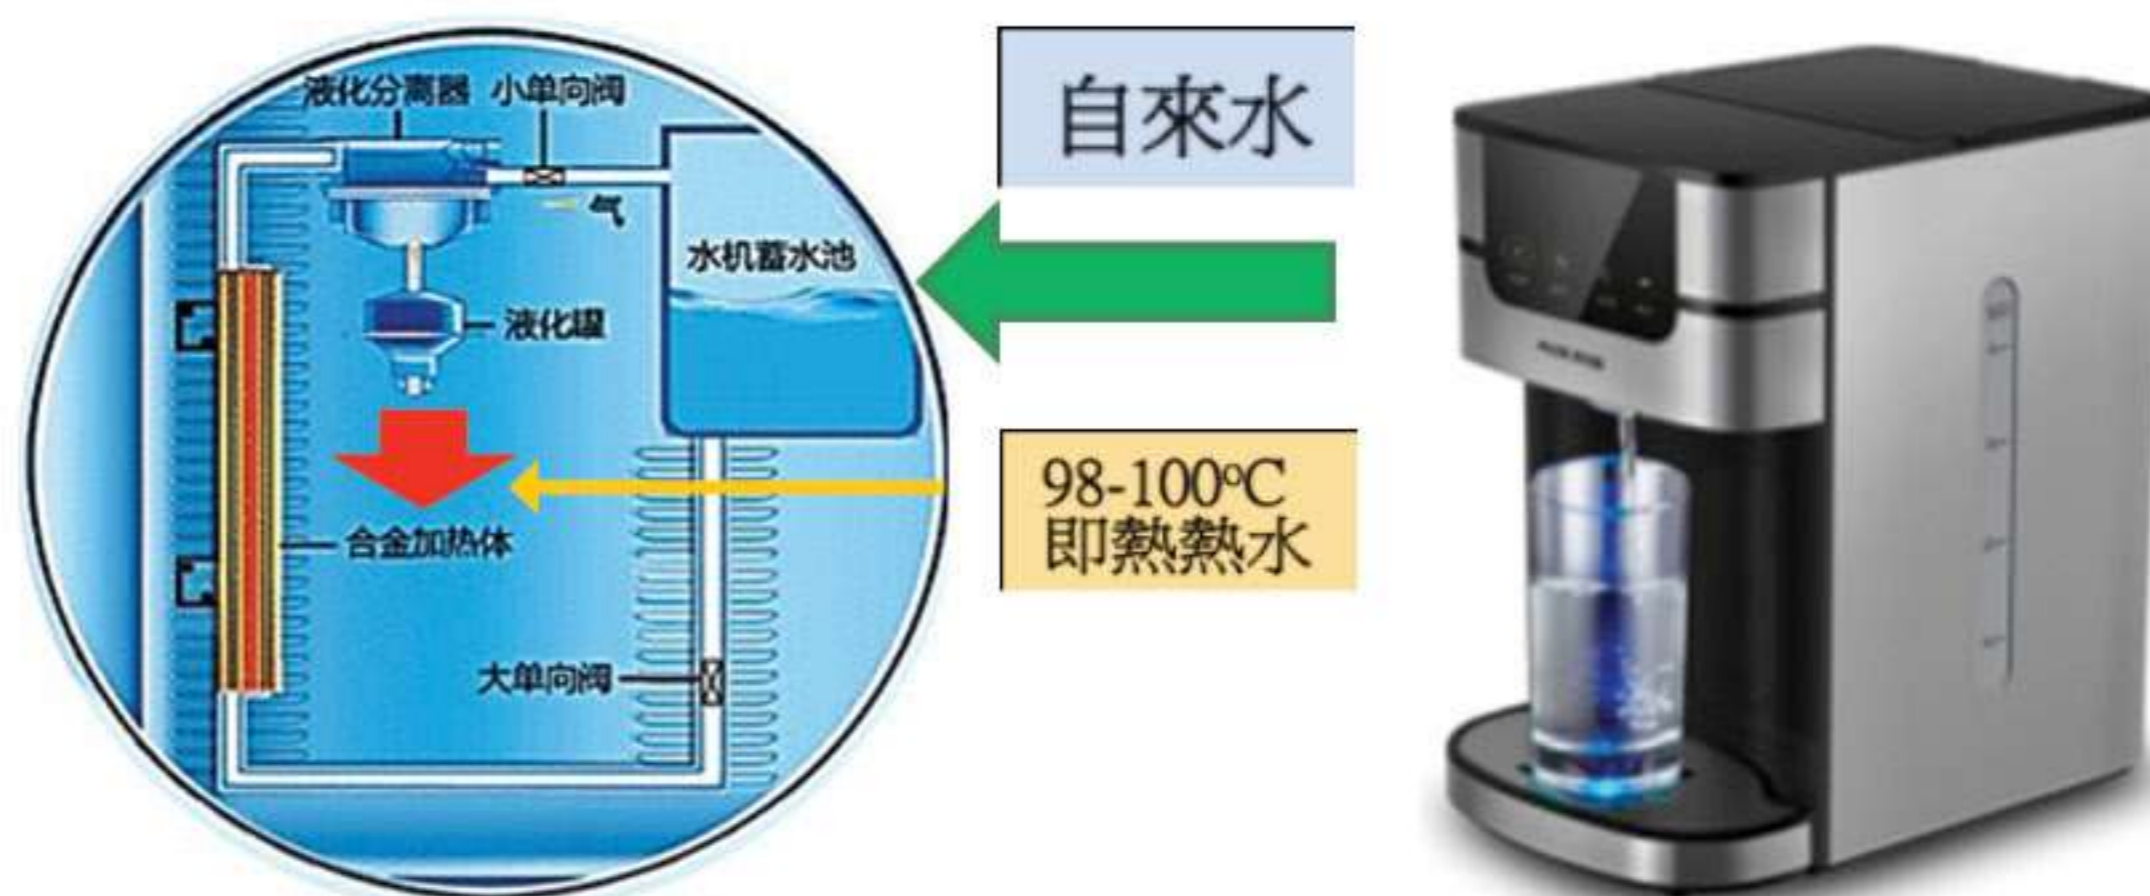 液化分离器 小单向阀
气
水机蓄水池
液化罐
合金加热体
大单向阀
自來水
98-100°C
即熱熱水